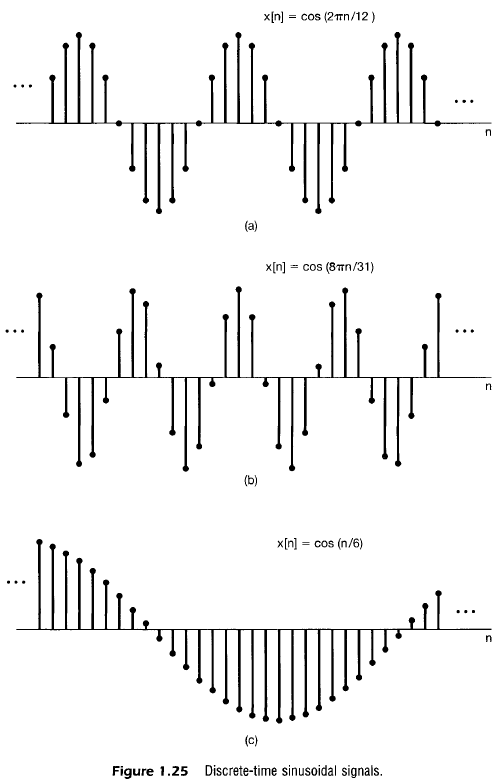 x[n] = cos (2πn/12 )
...
...
n
(a)
x[n] = cos (8πn/31)
...
...
n
(b)
x[n] = cos (n/6)
...
...
n
(c)
Figure 1.25 Discrete-time sinusoidal signals.